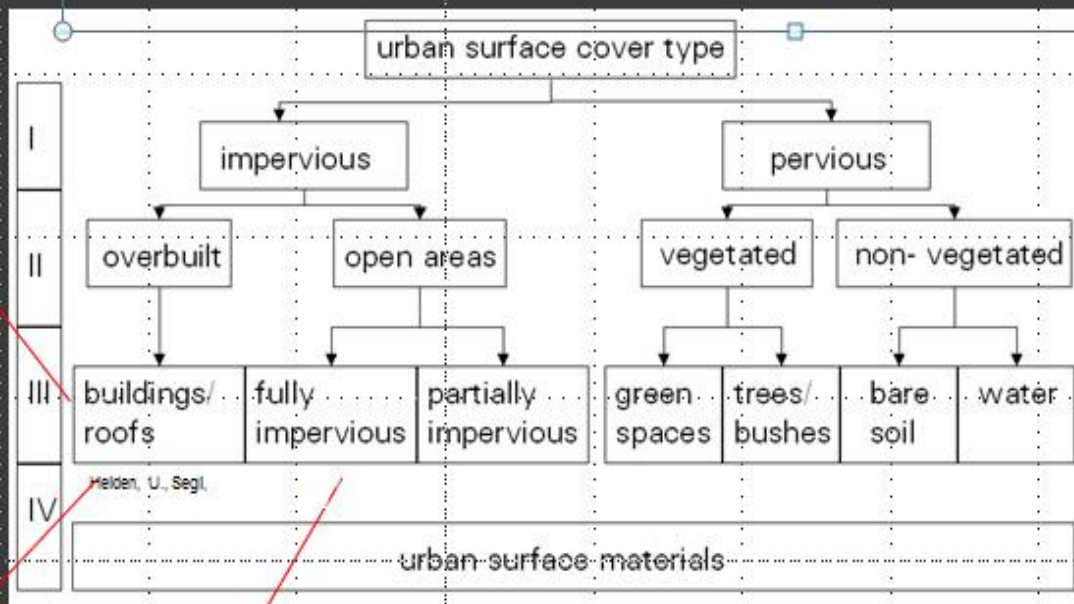 urban surface cover type
I
impervious
pervious
II
overbuilt
open areas
vegetated
non- vegetated
III
buildings/
roofs
fully
impervious
partially
impervious
green
spaces
trees/
bushes
bare
soil
water
IV
Heiden, U., Segl,
urban surface materials